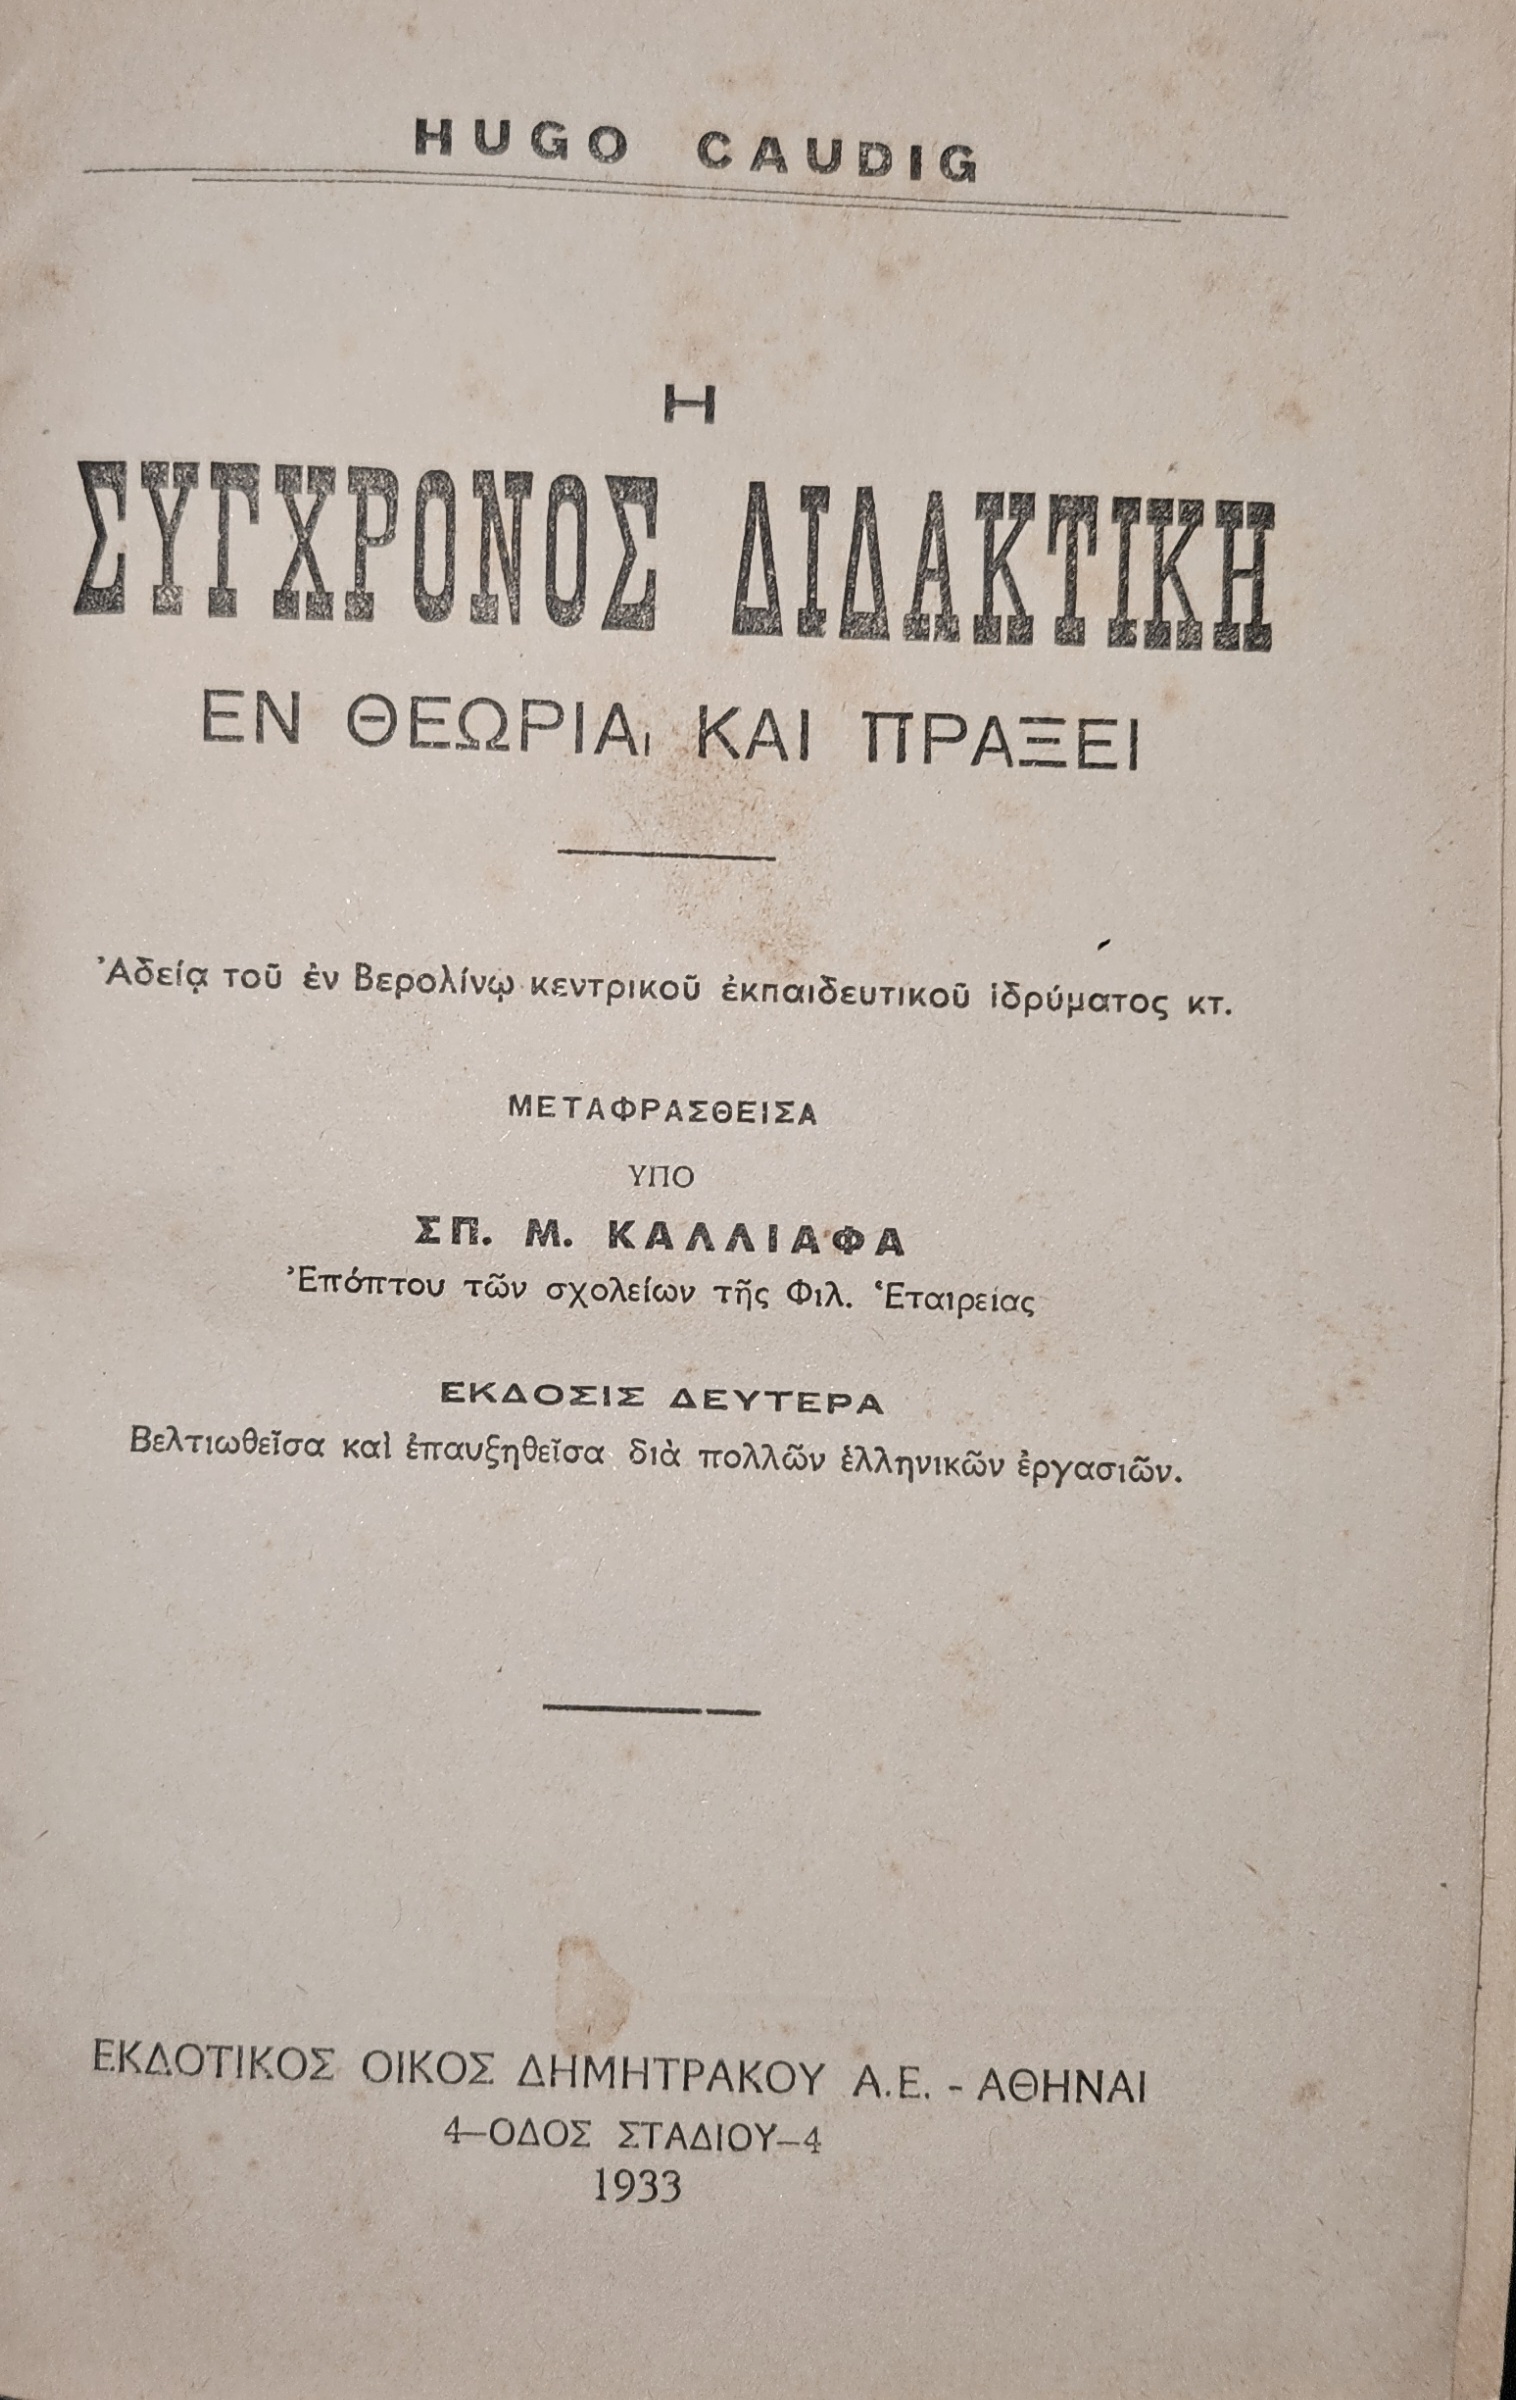 HUGO CAUDIG
Η
ΣΥΓΧΡΟΝΟΣ ΔΙΔΑΚΤΙΚΗ
ΕΝ ΘΕΩΡΙΑι ΚΑΙ ΠΡΑΞΕΙ
Ἀδείᾳ τοῦ ἐν Βερολίνῳ κεντρικοῦ ἐκπαιδευτικοῦ ἱδρύματος κτ.
ΜΕΤΑΦΡΑΣΘΕΙΣΑ
ΥΠΟ
ΣΠ. Μ. ΚΑΛΛΙΑΦΑ
Ἐπόπτου τῶν σχολείων τῆς Φιλ. Ἑταιρείας
ΕΚΔΟΣΙΣ ΔΕΥΤΕΡΑ
Βελτιωθεῖσα καὶ ἐπαυξηθεῖσα διὰ πολλῶν ἑλληνικῶν ἐργασιῶν.
ΕΚΔΟΤΙΚΟΣ ΟΙΚΟΣ ΔΗΜΗΤΡΑΚΟΥ Α.Ε. - ΑΘΗΝΑΙ
4—ΟΔΟΣ ΣΤΑΔΙΟΥ—4
1933